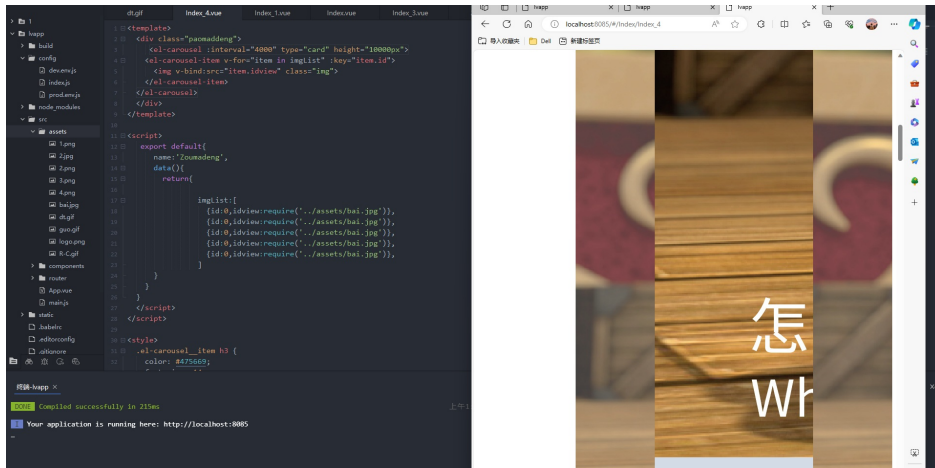 dt.gif Index_4.vue Index_1.vue Index.vue Index_3.vue
1
lvapp
build
config
dev.env.js
index.js
prod.env.js
node_modules
src
assets
1.png
2.jpg
2.png
3.png
4.png
bai.jpg
dt.gif
guo.gif
logo.png
R-C.gif
components
router
App.vue
main.js
static
.babelrc
.editorconfig
.gitignore
<template>
<div class="paomaddeng">
<el-carousel :interval="4000" type="card" height="10000px">
<el-carousel-item v-for="item in imgList" :key="item.id">
<img v-bind:src="item.idview" class="img">
</el-carousel-item>
</el-carousel>
</div>
</template>
<script>
export default{
name:'Zoumadeng',
data(){
return{
imgList:[
{id:0,idview:require('../assets/bai.jpg')},
{id:0,idview:require('../assets/bai.jpg')},
{id:0,idview:require('../assets/bai.jpg')},
{id:0,idview:require('../assets/bai.jpg')},
{id:0,idview:require('../assets/bai.jpg')},
]
}
}
}
</script>
</script>
<style>
.el-carousel__item h3 {
color: #475669;
终端-lvapp ×
DONE Compiled successfully in 215ms 上午1
I Your application is running here: http://localhost:8085
lvapp × lvapp × lvapp ×
localhost:8085/#/Index/Index_4
导入收藏夹 Dell 新建标签页
怎
Wh